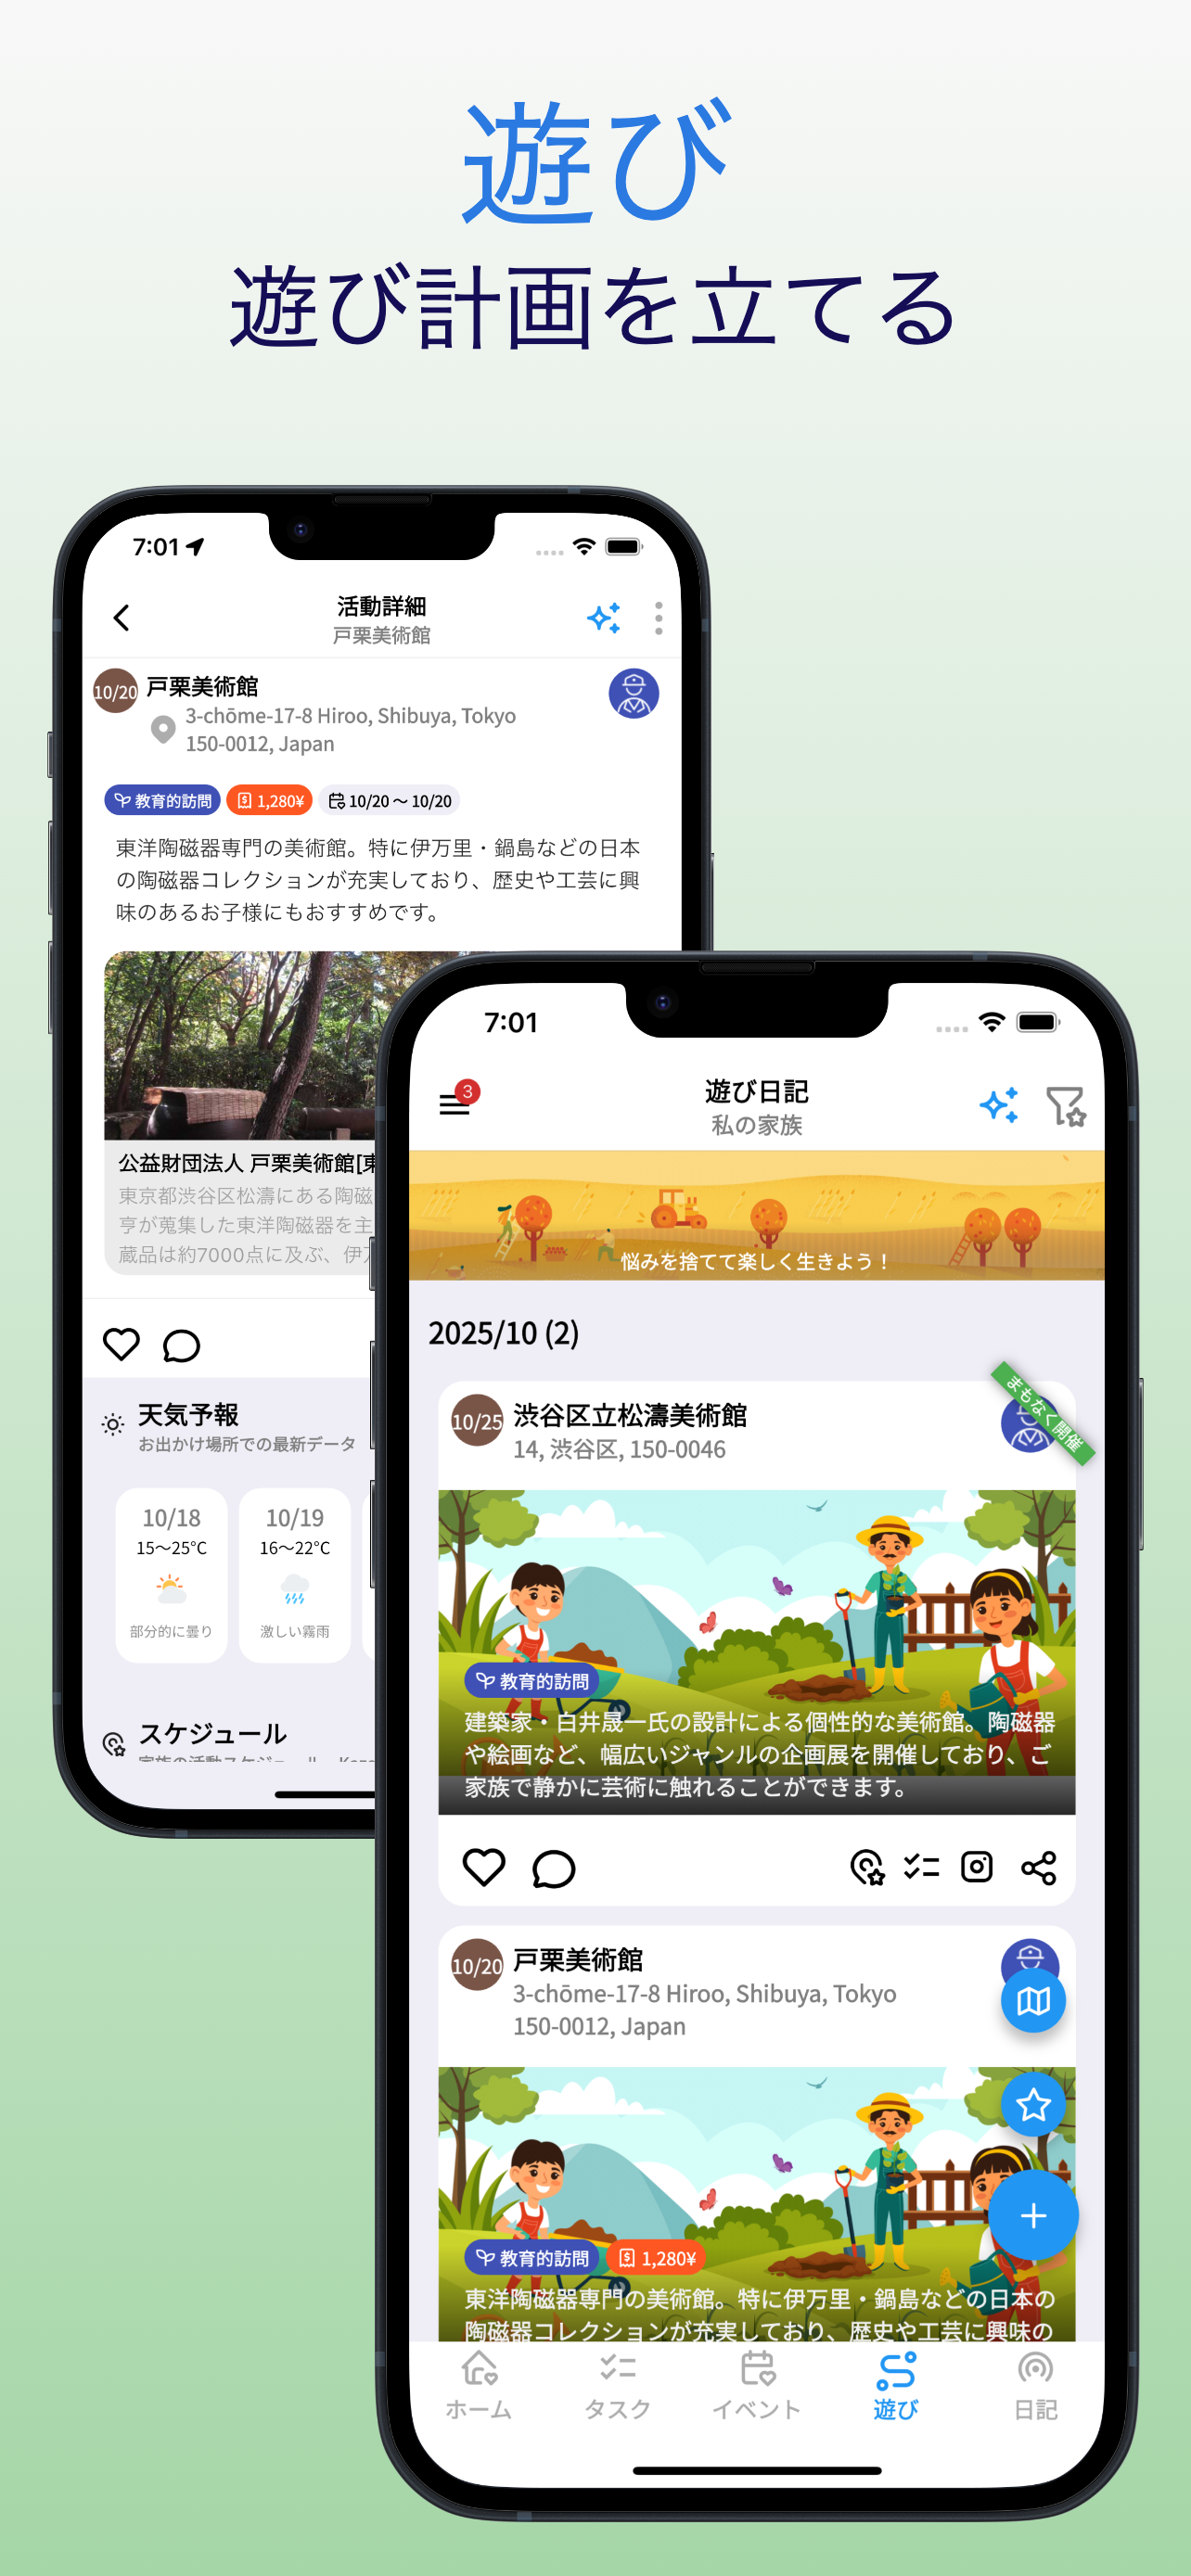 遊び
遊び計画を立てる
7:01
活動詳細
戸栗美術館
10/20
戸栗美術館
3-chōme-17-8 Hiroo, Shibuya, Tokyo
150-0012, Japan
教育的訪問
1,280¥
10/20 〜 10/20
東洋陶磁器専門の美術館。特に伊万里・鍋島などの日本
の陶磁器コレクションが充実しており、歴史や工芸に興
味のあるお子様にもおすすめです。
公益財団法人 戸栗美術館[東
東京都渋谷区松濤にある陶磁
亨が蒐集した東洋陶磁器を主
蔵品は約7000点に及ぶ、伊万
天気予報
お出かけ場所での最新データ
10/18
15〜25°C
部分的に曇り
10/19
16〜22°C
激しい霧雨
スケジュール
7:01
3
遊び日記
私の家族
悩みを捨てて楽しく生きよう！
2025/10 (2)
10/25
渋谷区立松濤美術館
14, 渋谷区, 150-0046
まもなく開催
教育的訪問
建築家・白井晟一氏の設計による個性的な美術館。陶磁器
や絵画など、幅広いジャンルの企画展を開催しており、ご
家族で静かに芸術に触れることができます。
10/20
戸栗美術館
3-chōme-17-8 Hiroo, Shibuya, Tokyo
150-0012, Japan
教育的訪問
1,280¥
東洋陶磁器専門の美術館。特に伊万里・鍋島などの日本の
陶磁器コレクションが充実しており、歴史や工芸に興味の
ホーム
タスク
イベント
遊び
日記